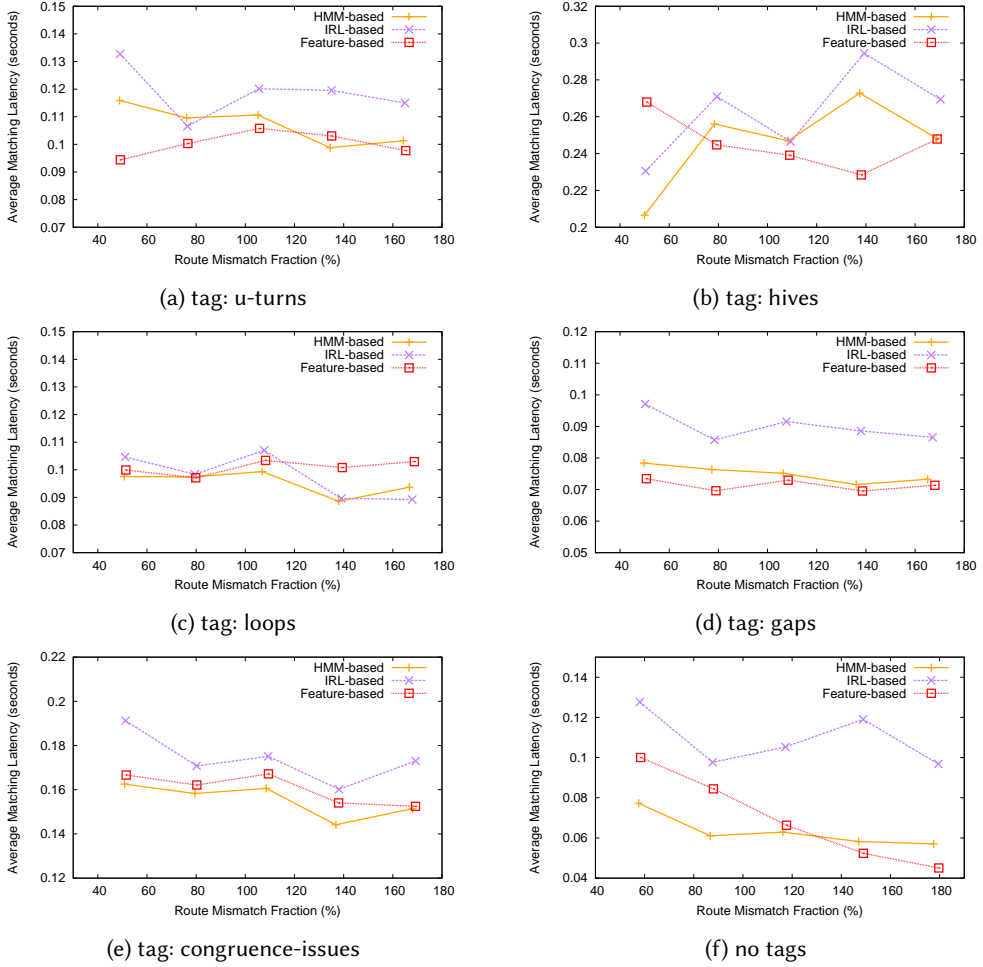 0.15
0.14
0.13
0.12
0.11
0.1
0.09
0.08
0.07
40 60 80 100 120 140 160 180
Average Matching Latency (seconds)
Route Mismatch Fraction (%)
HMM-based
IRL-based
Feature-based
(a) tag: u-turns
0.32
0.3
0.28
0.26
0.24
0.22
0.2
40 60 80 100 120 140 160 180
Average Matching Latency (seconds)
Route Mismatch Fraction (%)
HMM-based
IRL-based
Feature-based
(b) tag: hives
0.15
0.14
0.13
0.12
0.11
0.1
0.09
0.08
0.07
40 60 80 100 120 140 160 180
Average Matching Latency (seconds)
Route Mismatch Fraction (%)
HMM-based
IRL-based
Feature-based
(c) tag: loops
0.12
0.11
0.1
0.09
0.08
0.07
0.06
0.05
40 60 80 100 120 140 160 180
Average Matching Latency (seconds)
Route Mismatch Fraction (%)
HMM-based
IRL-based
Feature-based
(d) tag: gaps
0.22
0.2
0.18
0.16
0.14
0.12
40 60 80 100 120 140 160 180
Average Matching Latency (seconds)
Route Mismatch Fraction (%)
HMM-based
IRL-based
Feature-based
(e) tag: congruence-issues
0.14
0.12
0.1
0.08
0.06
0.04
40 60 80 100 120 140 160 180
Average Matching Latency (seconds)
Route Mismatch Fraction (%)
HMM-based
IRL-based
Feature-based
(f) no tags